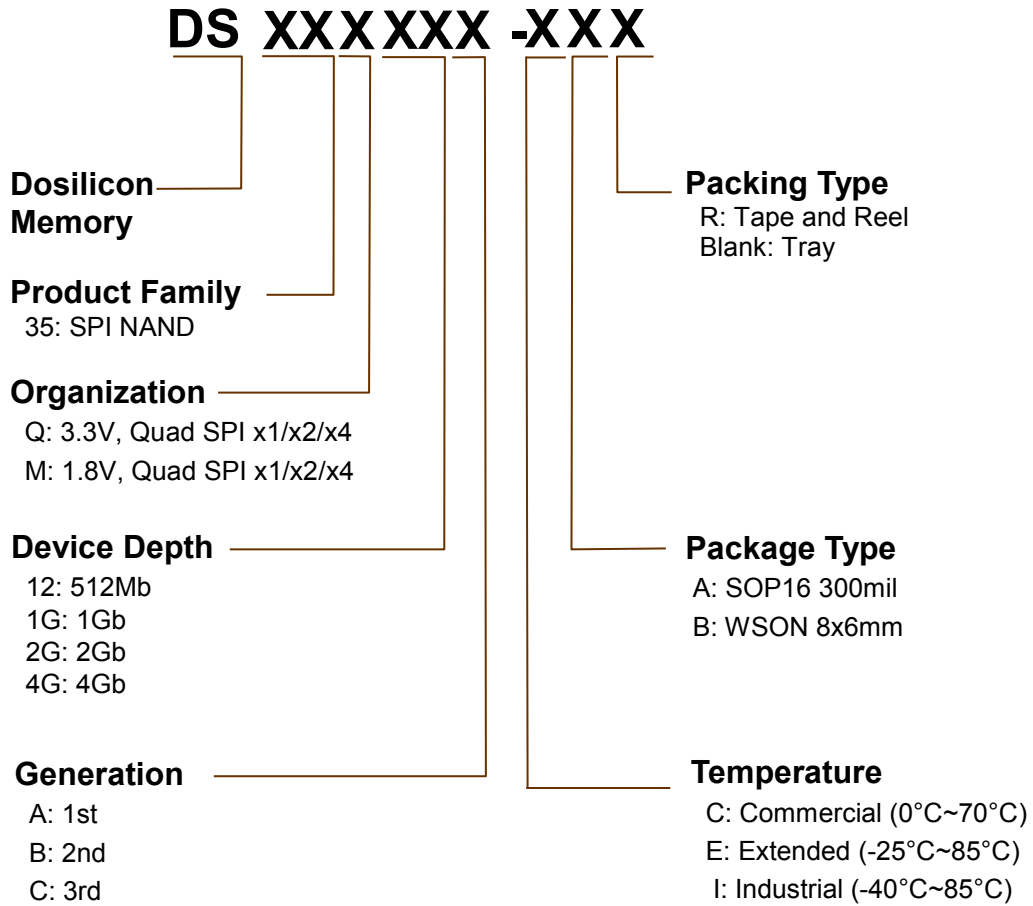 DS XXXXXX -XXX
Dosilicon
Memory
Product Family
35: SPI NAND
Organization
Q: 3.3V, Quad SPI x1/x2/x4
M: 1.8V, Quad SPI x1/x2/x4
Device Depth
12: 512Mb
1G: 1Gb
2G: 2Gb
4G: 4Gb
Generation
A: 1st
B: 2nd
C: 3rd
Packing Type
R: Tape and Reel
Blank: Tray
Package Type
A: SOP16 300mil
B: WSON 8x6mm
Temperature
C: Commercial (0°C~70°C)
E: Extended (-25°C~85°C)
I: Industrial (-40°C~85°C)